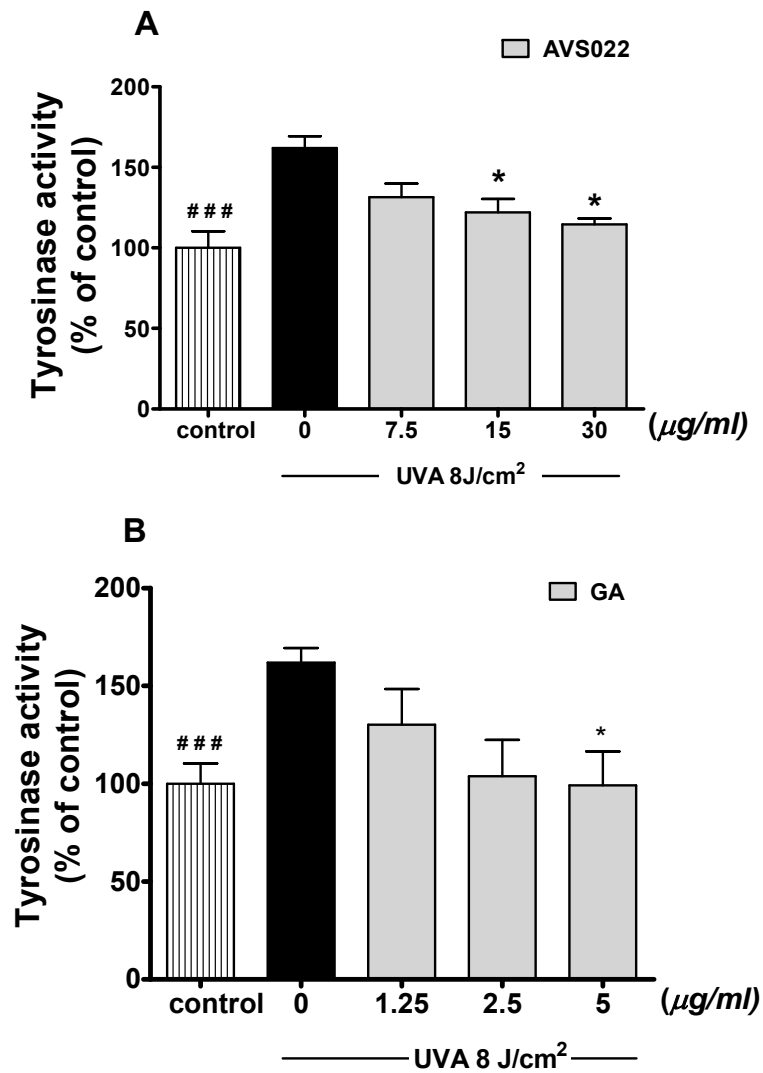 A
AVS022
Tyrosinase activity
(% of control)
200
150
100
50
0
###
*
*
control 0 7.5 15 30 (μg/ml)
UVA 8J/cm²
B
GA
Tyrosinase activity
(% of control)
200
150
100
50
0
###
*
control 0 1.25 2.5 5 (μg/ml)
UVA 8 J/cm²